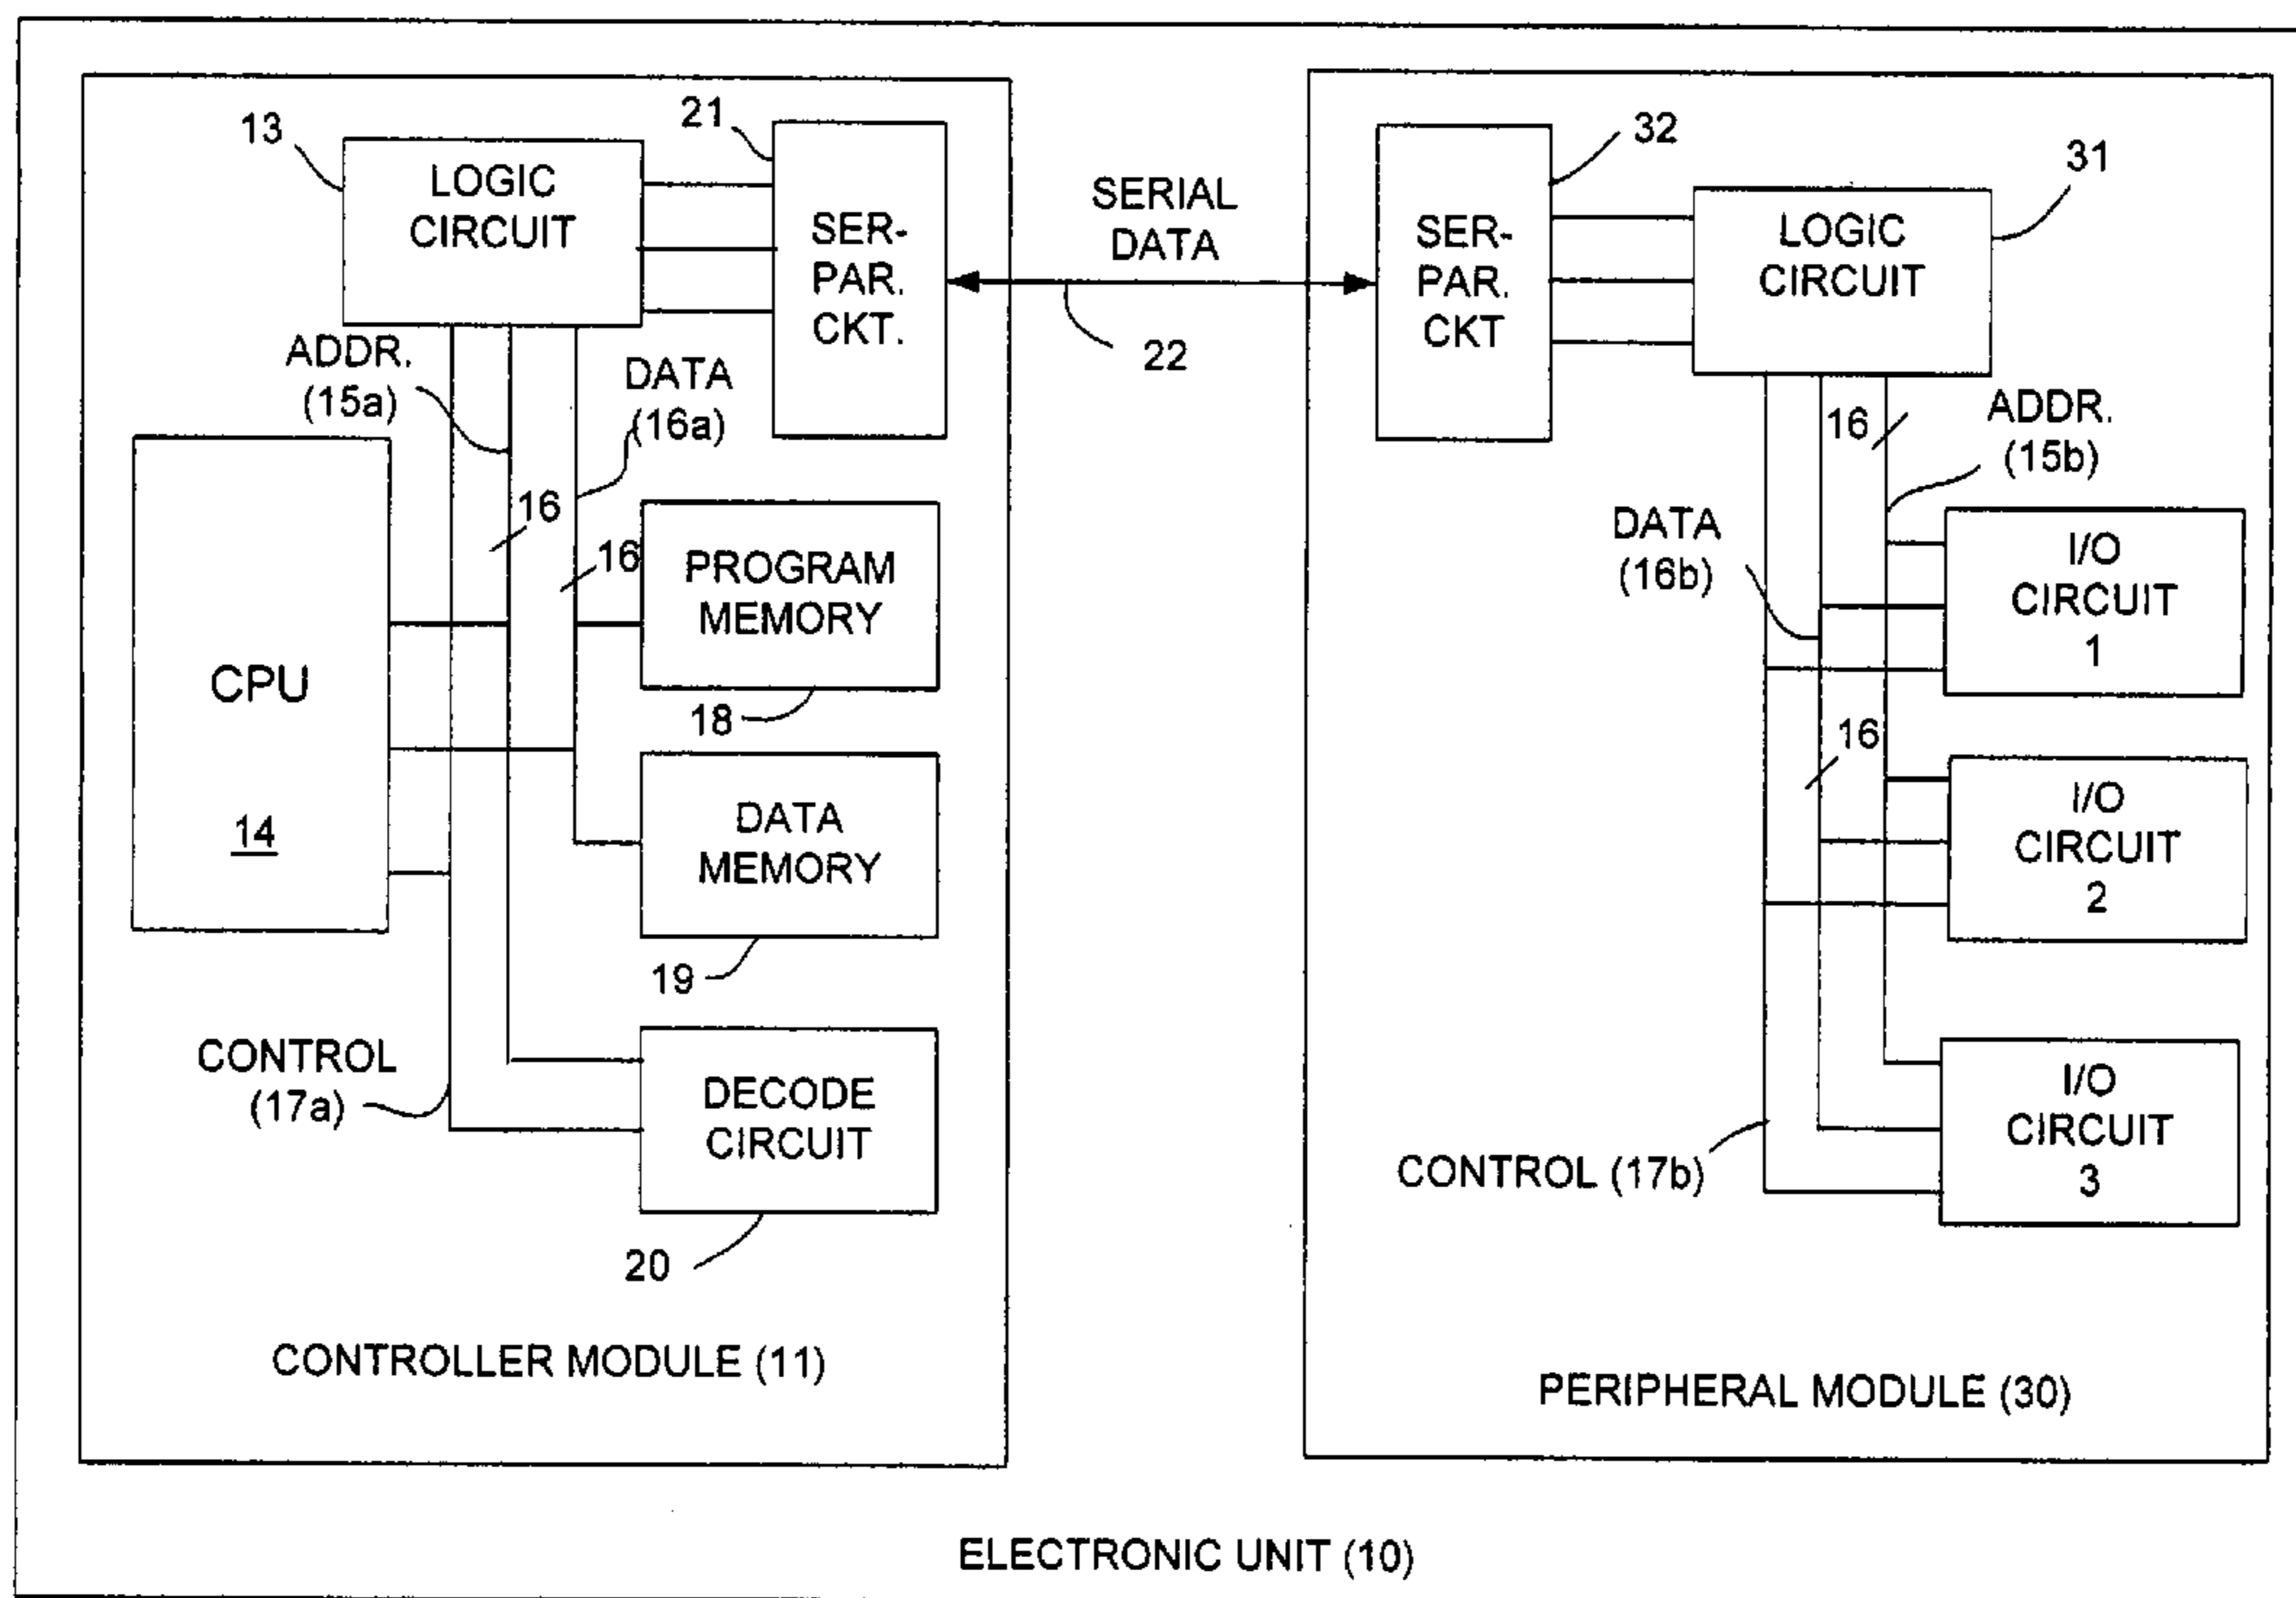 13
LOGIC
CIRCUIT
21
SER-
PAR.
CKT.
ADDR.
(15a)
DATA
(16a)
16
16
CPU
14
PROGRAM
MEMORY
18
DATA
MEMORY
19
CONTROL
(17a)
DECODE
CIRCUIT
20
CONTROLLER MODULE (11)
SERIAL
DATA
22
32
SER-
PAR.
CKT
31
LOGIC
CIRCUIT
16
ADDR.
(15b)
DATA
(16b)
I/O
CIRCUIT
1
16
I/O
CIRCUIT
2
I/O
CIRCUIT
3
CONTROL (17b)
PERIPHERAL MODULE (30)
ELECTRONIC UNIT (10)